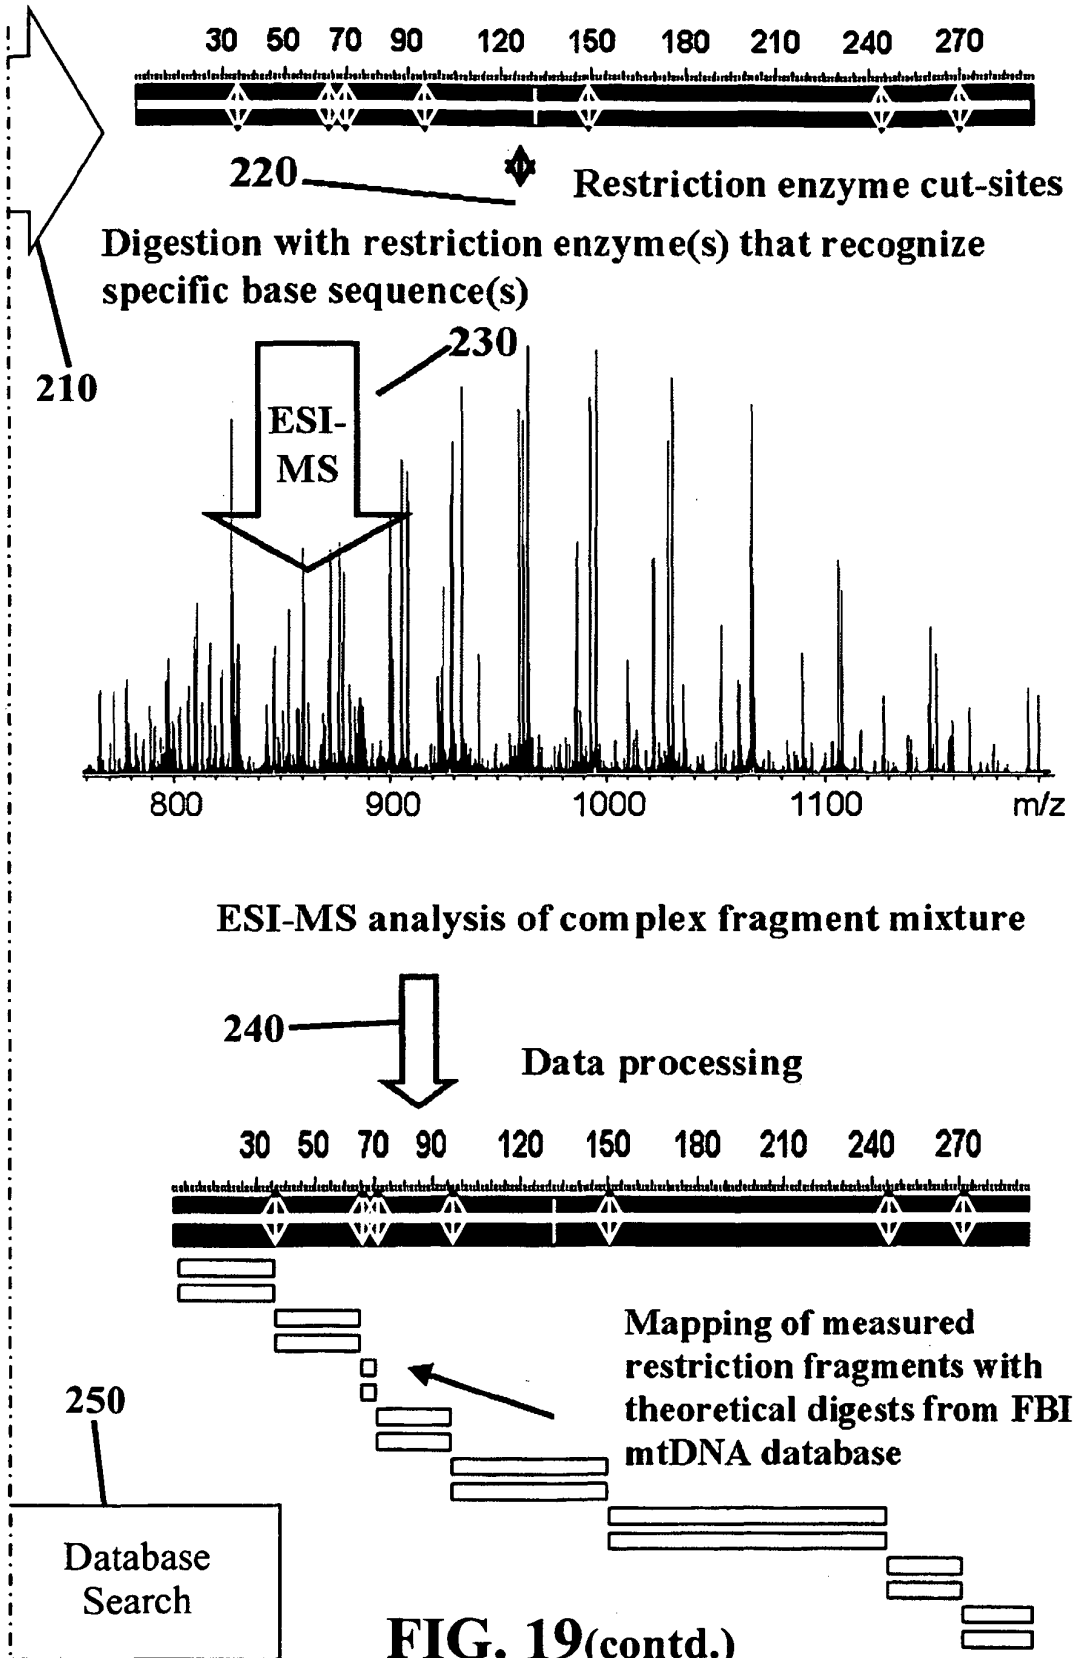 30 50 70 90 120 150 180 210 240 270
220
Restriction enzyme cut-sites
Digestion with restriction enzyme(s) that recognize
specific base sequence(s)
230
210
ESI-
MS
800 900 1000 1100 m/z
ESI-MS analysis of complex fragment mixture
240
Data processing
30 50 70 90 120 150 180 210 240 270
Mapping of measured
restriction fragments with
theoretical digests from FBI
mtDNA database
250
Database
Search
FIG. 19(contd.)